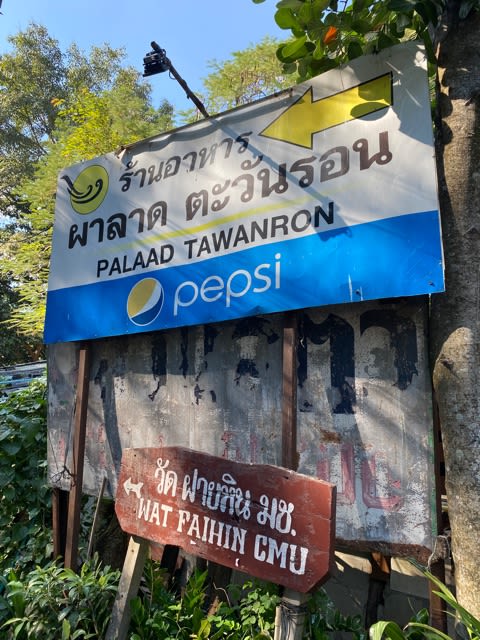 ร้านอาหาร
ผาลาด ตะวันรอน
PALAAD TAWANRON
pepsi
วัด ฝายหิน มช.
WAT FAIHIN CMU